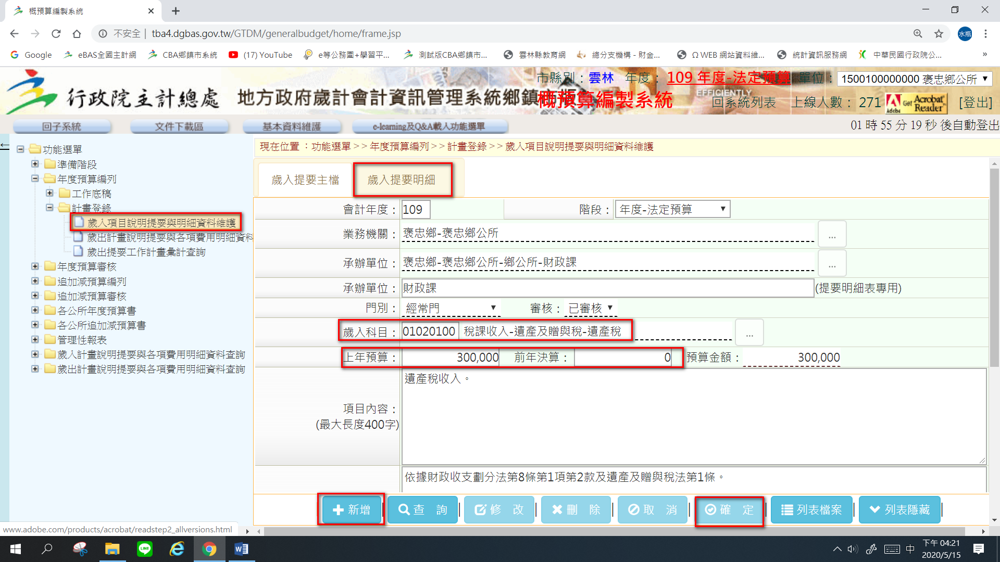 概預算編製系統
不安全 | tba4.dgbas.gov.tw/GTDM/generalbudget/home/frame.jsp
水瓶
Google eBAS全國主計網 CBA鄉鎮市系統 (17) YouTube e等公務園+學習平... 測試版CBA鄉鎮市... 雲林縣教育網 總分支機構 - 財金... Ω WEB 網站資料維... 統計資訊服務網 中華民國行政院公... »
行政院主計總處 地方政府歲計會計資訊管理系統鄉鎮
市縣別：雲林 年度： 109 年度-法定預算 單位： 1500100000000 褒忠鄉公所
概預算編製系統 EFFICIENTLY 回系統列表 上線人數： 271 Adobe Get Acrobat Reader [登出]
回子系統 文件下載區 基本資料維護 e-learning及Q&A載入功能選單 01 時 55 分 19 秒 後自動登出
功能選單
準備階段
年度預算編列
工作底稿
計畫登錄
歲入項目說明提要與明細資料維護
歲出計畫說明提要與各項費用明細資料
歲出提要工作計畫彙計查詢
年度預算審核
追加減預算編列
追加減預算審核
各公所年度預算書
各公所追加減預算書
管理性報表
歲入計畫說明提要與各項費用明細資料查詢
歲出計畫說明提要與各項費用明細資料查詢
現在位置 ：功能選單>>年度預算編列>>計畫登錄>>歲入項目說明提要與明細資料維護
歲入提要主檔 歲入提要明細
會計年度： 109 階段： 年度-法定預算
業務機關： 褒忠鄉-褒忠鄉公所 ...
承辦單位： 褒忠鄉-褒忠鄉公所-鄉公所-財政課 ...
承辦單位： 財政課 (提要明細表專用)
門別： 經常門 審核： 已審核
歲入科目： 01020100 稅課收入-遺產及贈與稅-遺產稅 ...
上年預算： 300,000 前年決算： 0 預算金額： 300,000
項目內容：
(最大長度400字)
遺產稅收入。
依據財政收支劃分法第8條第1項第2款及遺產及贈與稅法第1條。
新增 | 查 詢 | 修 改 | 刪 除 | 取 消 | 確 定 | 列表檔案 | 列表隱藏 |
www.adobe.com/products/acrobat/readstep2_allversions.html
LINE 中 下午 04:21
2020/5/15